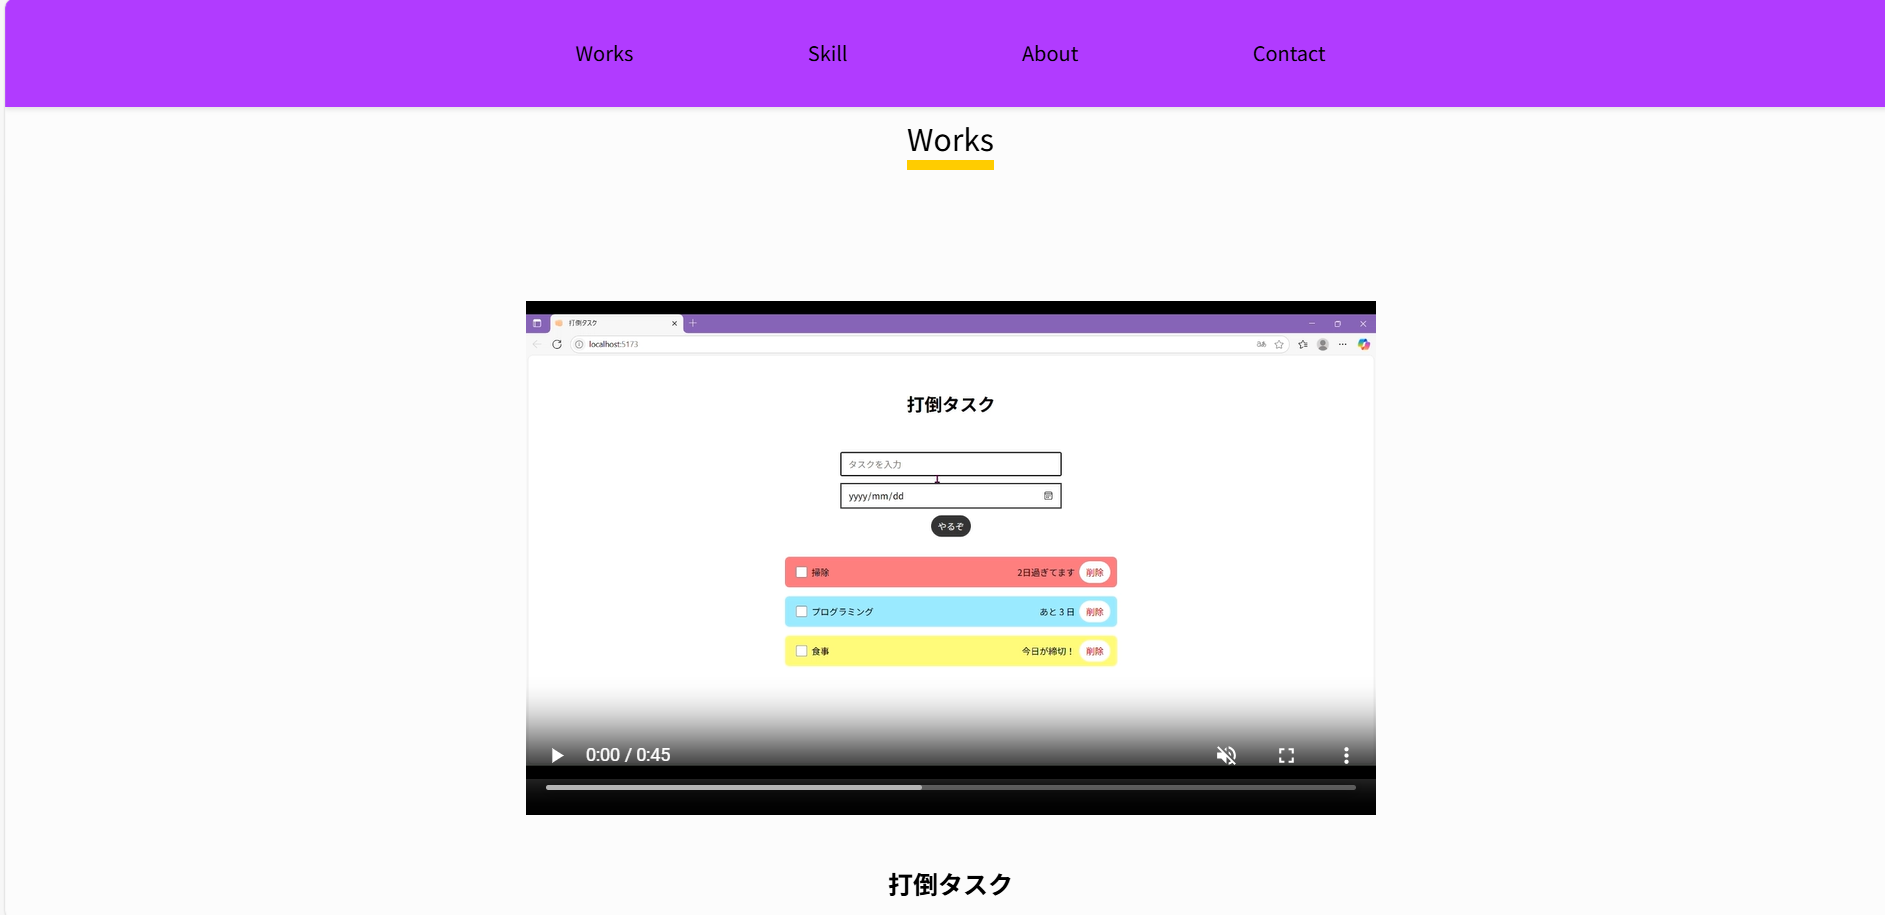 Works Skill About Contact
Works
打倒タスク
localhost:5173
打倒タスク
タスクを入力
yyyy/mm/dd
やるぞ
掃除 2日過ぎてます 削除
プログラミング あと 3 日 削除
食事 今日が締切！ 削除
0:00 / 0:45
打倒タスク